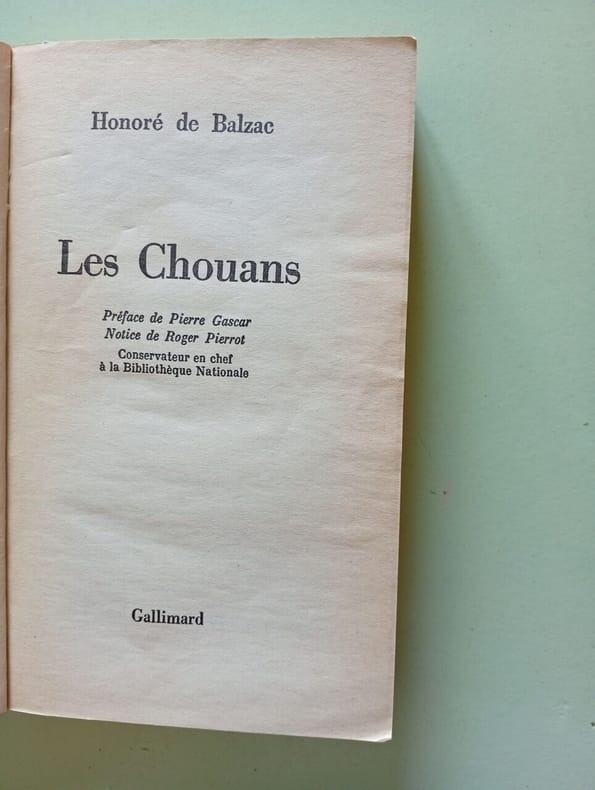 Honoré de Balzac
Les Chouans
Préface de Pierre Gascar
Notice de Roger Pierrot
Conservateur en chef
à la Bibliothèque Nationale
Gallimard